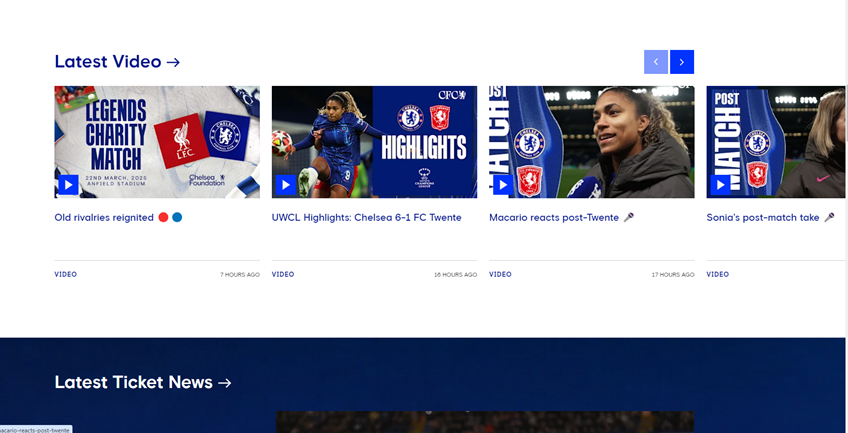 Latest Video →
LEGENDS
CHARITY
MATCH
22ND MARCH, 2025
ANFIELD STADIUM
Chelsea
Foundation
L.F.C.
CFC
HIGHLIGHTS
POST
MATCH
POST
MATCH
Old rivalries reignited 🔴 🔵
UWCL Highlights: Chelsea 6-1 FC Twente
Macario reacts post-Twente 🎤
Sonia's post-match take 🎤
VIDEO 7 HOURS AGO
VIDEO 16 HOURS AGO
VIDEO 17 HOURS AGO
VIDEO
Latest Ticket News →
acario-reacts-post-twente